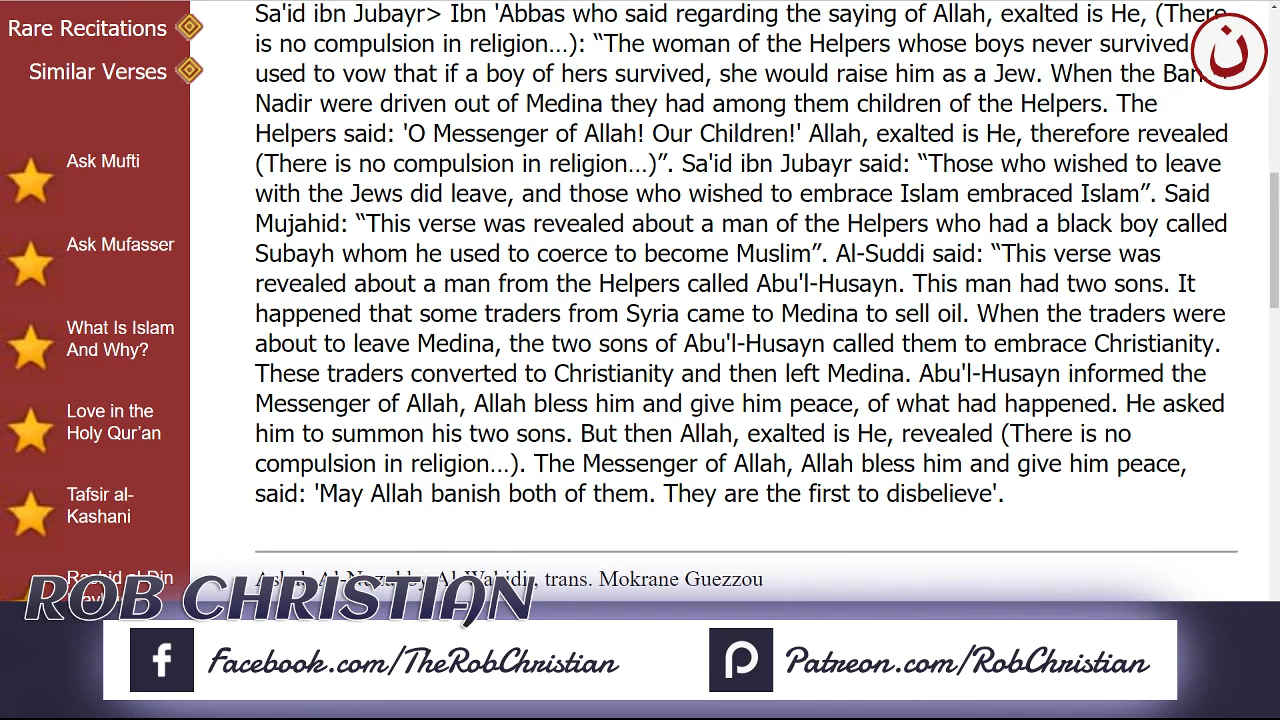 Rare Recitations
Similar Verses
Ask Mufti
Ask Mufasser
What Is Islam
And Why?
Love in the
Holy Qur’an
Tafsir al-
Kashani
Sa'id ibn Jubayr> Ibn 'Abbas who said regarding the saying of Allah, exalted is He, (There
is no compulsion in religion…): “The woman of the Helpers whose boys never survived
used to vow that if a boy of hers survived, she would raise him as a Jew. When the
Nadir were driven out of Medina they had among them children of the Helpers. The
Helpers said: 'O Messenger of Allah! Our Children!' Allah, exalted is He, therefore revealed
(There is no compulsion in religion…)”. Sa'id ibn Jubayr said: “Those who wished to leave
with the Jews did leave, and those who wished to embrace Islam embraced Islam”. Said
Mujahid: “This verse was revealed about a man of the Helpers who had a black boy called
Subayh whom he used to coerce to become Muslim”. Al-Suddi said: “This verse was
revealed about a man from the Helpers called Abu'l-Husayn. This man had two sons. It
happened that some traders from Syria came to Medina to sell oil. When the traders were
about to leave Medina, the two sons of Abu'l-Husayn called them to embrace Christianity.
These traders converted to Christianity and then left Medina. Abu'l-Husayn informed the
Messenger of Allah, Allah bless him and give him peace, of what had happened. He asked
him to summon his two sons. But then Allah, exalted is He, revealed (There is no
compulsion in religion…). The Messenger of Allah, Allah bless him and give him peace,
said: 'May Allah banish both of them. They are the first to disbelieve'.
trans. Mokrane Guezzou
ن
ROB CHRISTIAN
Facebook.com/TheRobChristian
Patreon.com/RobChristian